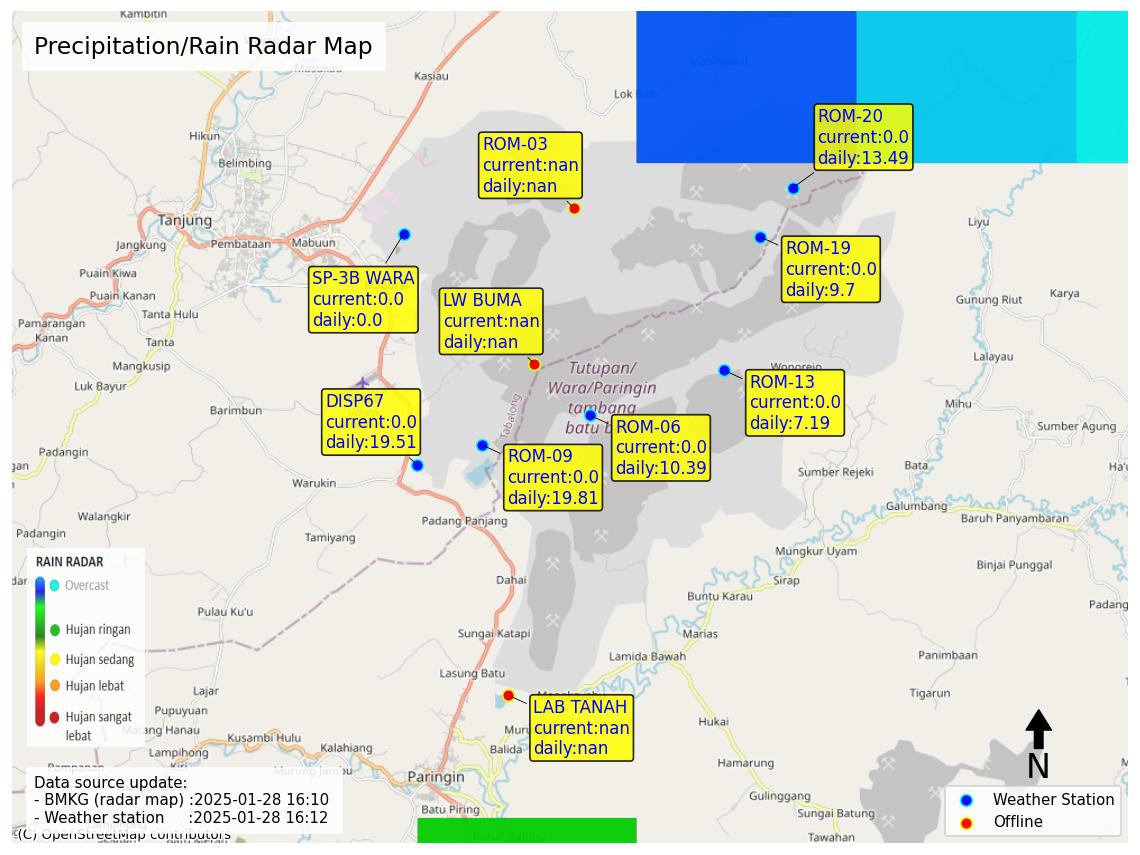 Kambitin
Precipitation/Rain Radar Map
Masukau
Kasiau
Lok Batu
Hikun
Belimbing
Tanjung
Jangkung
Pembataan
Mabuun
Puain Kiwa
Puain Kanan
Tanta Hulu
Pamarangan
Kanan
Tanta
Mangkusip
Luk Bayur
Barimbun
Padangin
Warukin
Walangkir
Padangin
Tamiyang
Padang Panjang
ROM-03
current:nan
daily:nan
ROM-20
current:0.0
daily:13.49
ROM-19
current:0.0
daily:9.7
SP-3B WARA
current:0.0
daily:0.0
LW BUMA
current:nan
daily:nan
Tutupan/
Wara/Paringin
tambang
batu
Tabalong
ROM-13
current:0.0
daily:7.19
DISP67
current:0.0
daily:19.51
ROM-06
current:0.0
daily:10.39
ROM-09
current:0.0
daily:19.81
Liyu
Gunung Riut
Karya
Lalayau
Wonorejo
Mihu
Sumber Agung
Sumber Rejeki
Bata
Galumbang
Baruh Panyambaran
Mungkur Uyam
Binjai Punggal
Sirap
Buntu Karau
Padang
Dahai
Pulau Ku'u
Sungai Katapi
Marias
Lamida Bawah
Panimbaan
Lasung Batu
Tigarun
Lajar
Pupuyuan
Matang Hanau
Hukai
RAIN RADAR
Overcast
Hujan ringan
Hujan sedang
Hujan lebat
Hujan sangat
lebat
LAB TANAH
current:nan
daily:nan
Balida
Kusambi Hulu
Kalahiang
Lampihong
Murung Jambu
Paringin
Hamarung
Batu Piring
Gulinggang
Sungai Batung
Tawahan
N
Data source update:
- BMKG (radar map) :2025-01-28 16:10
- Weather station :2025-01-28 16:12
(C) OpenStreetMap contributors
Weather Station
Offline